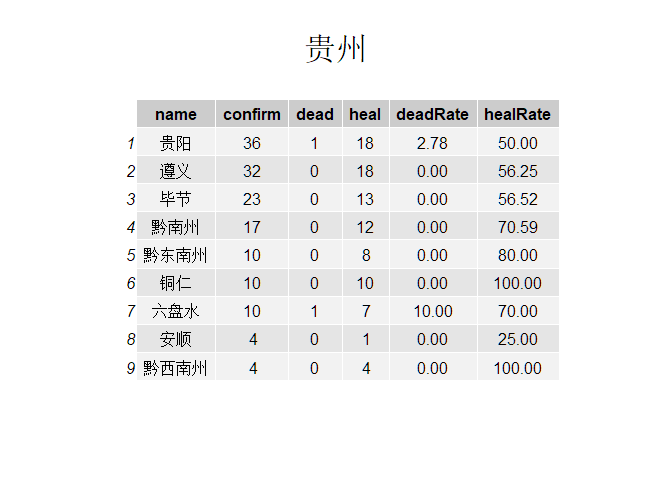 贵州
name confirm dead heal deadRate healRate
1 贵阳 36 1 18 2.78 50.00
2 遵义 32 0 18 0.00 56.25
3 毕节 23 0 13 0.00 56.52
4 黔南州 17 0 12 0.00 70.59
5 黔东南州 10 0 8 0.00 80.00
6 铜仁 10 0 10 0.00 100.00
7 六盘水 10 1 7 10.00 70.00
8 安顺 4 0 1 0.00 25.00
9 黔西南州 4 0 4 0.00 100.00